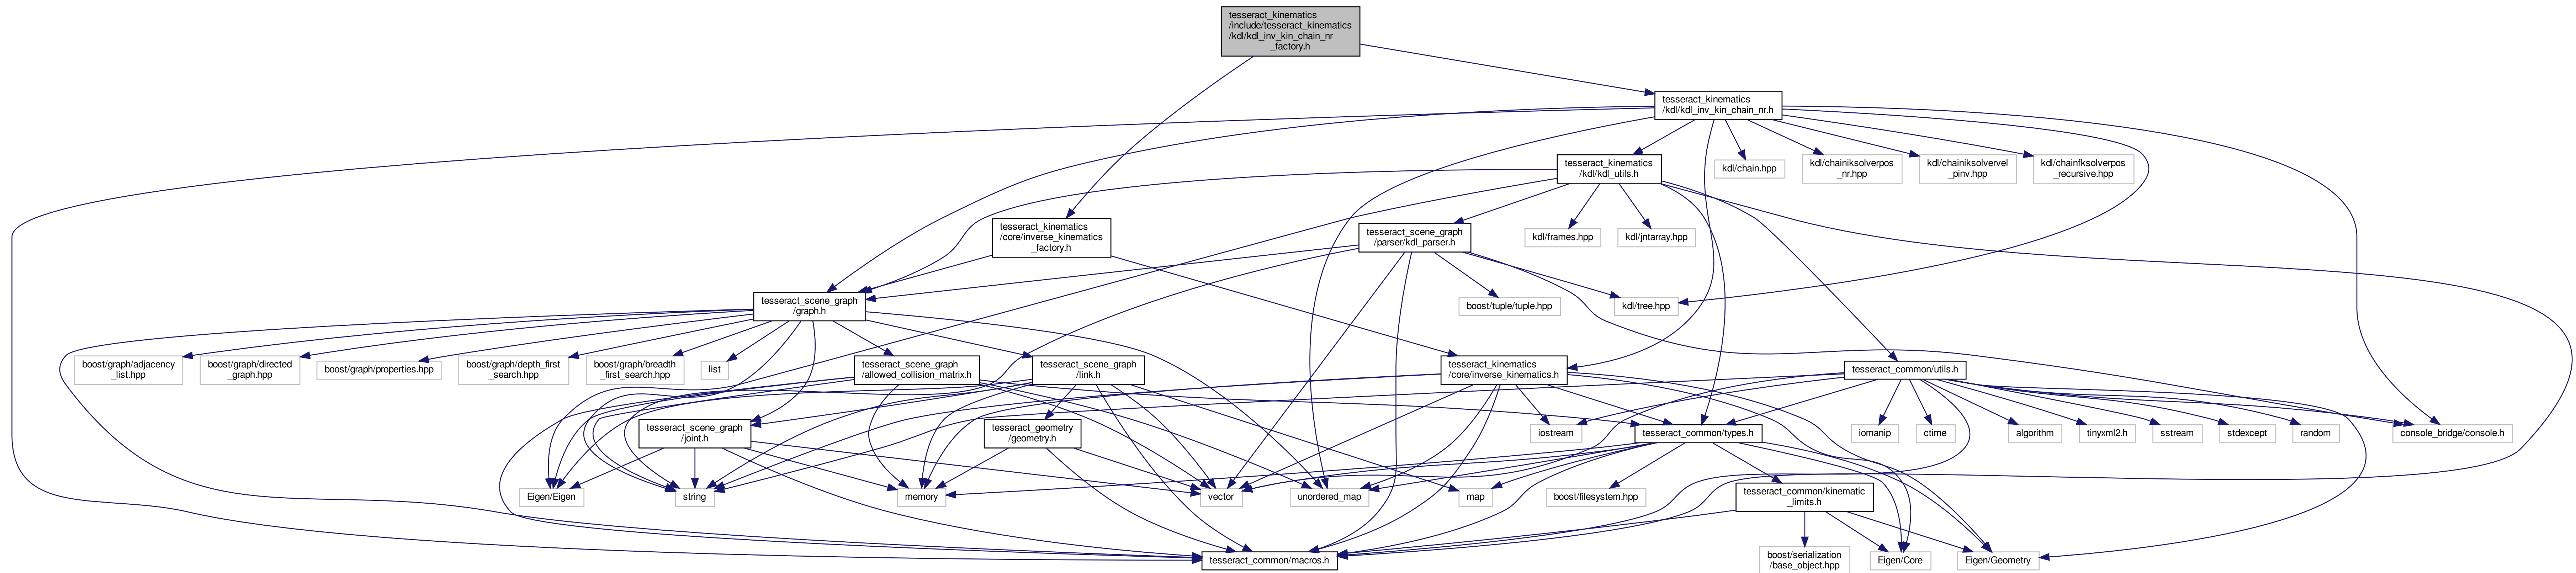 tesseract_kinematics
/include/tesseract_kinematics
/kdl/kdl_inv_kin_chain_nr
_factory.h
tesseract_kinematics
/kdl/kdl_inv_kin_chain_nr.h
tesseract_kinematics
/kdl/kdl_utils.h
kdl/chain.hpp
kdl/chainiksolverpos
_nr.hpp
kdl/chainiksolvervel
_pinv.hpp
kdl/chainfksolverpos
_recursive.hpp
tesseract_kinematics
/core/inverse_kinematics
_factory.h
tesseract_scene_graph
/parser/kdl_parser.h
kdl/frames.hpp
kdl/jntarray.hpp
tesseract_scene_graph
/graph.h
boost/tuple/tuple.hpp
kdl/tree.hpp
boost/graph/adjacency
_list.hpp
boost/graph/directed
_graph.hpp
boost/graph/properties.hpp
boost/graph/depth_first
_search.hpp
boost/graph/breadth
_first_search.hpp
list
tesseract_scene_graph
/allowed_collision_matrix.h
tesseract_scene_graph
/link.h
tesseract_kinematics
/core/inverse_kinematics.h
tesseract_common/utils.h
tesseract_scene_graph
/joint.h
tesseract_geometry
/geometry.h
iostream
tesseract_common/types.h
iomanip
ctime
algorithm
tinyxml2.h
sstream
stdexcept
random
console_bridge/console.h
Eigen/Eigen
string
memory
vector
unordered_map
map
boost/filesystem.hpp
tesseract_common/kinematic
_limits.h
tesseract_common/macros.h
boost/serialization
/base_object.hpp
Eigen/Core
Eigen/Geometry